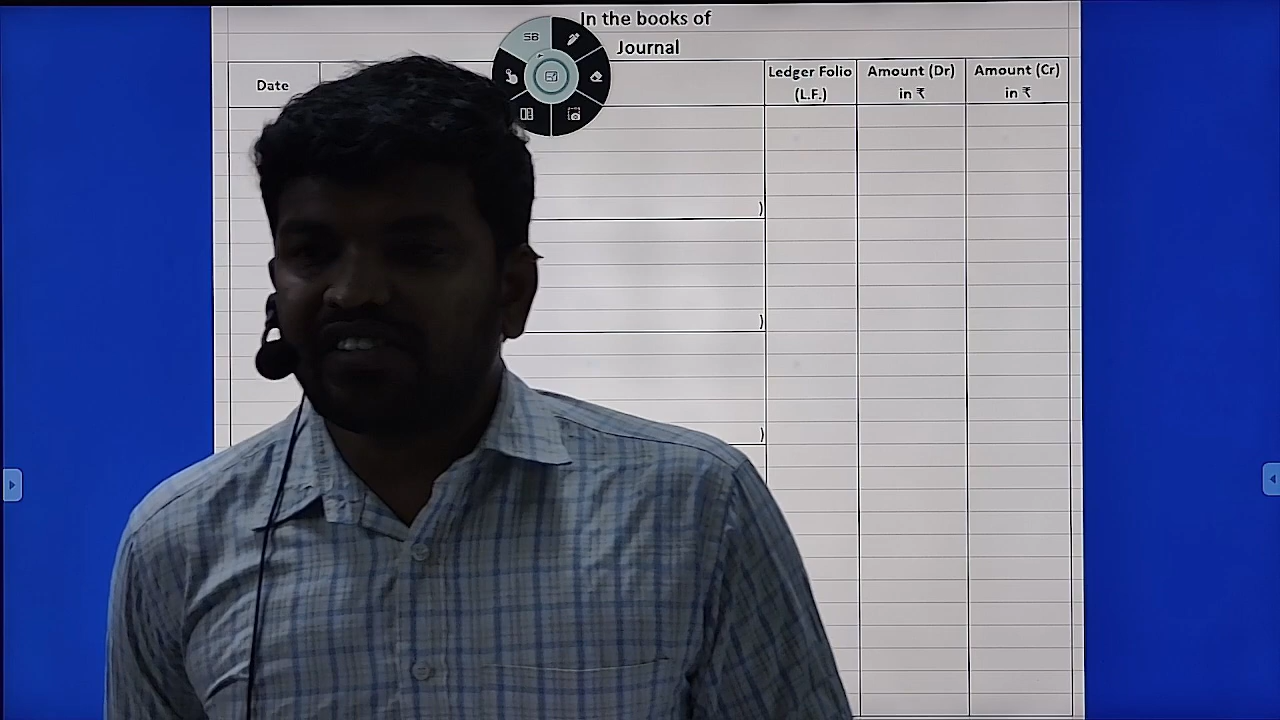 In the books of
Journal
Date
Ledger Folio
(L.F.)
Amount (Dr)
in ₹
Amount (Cr)
in ₹
SB
)
)
)